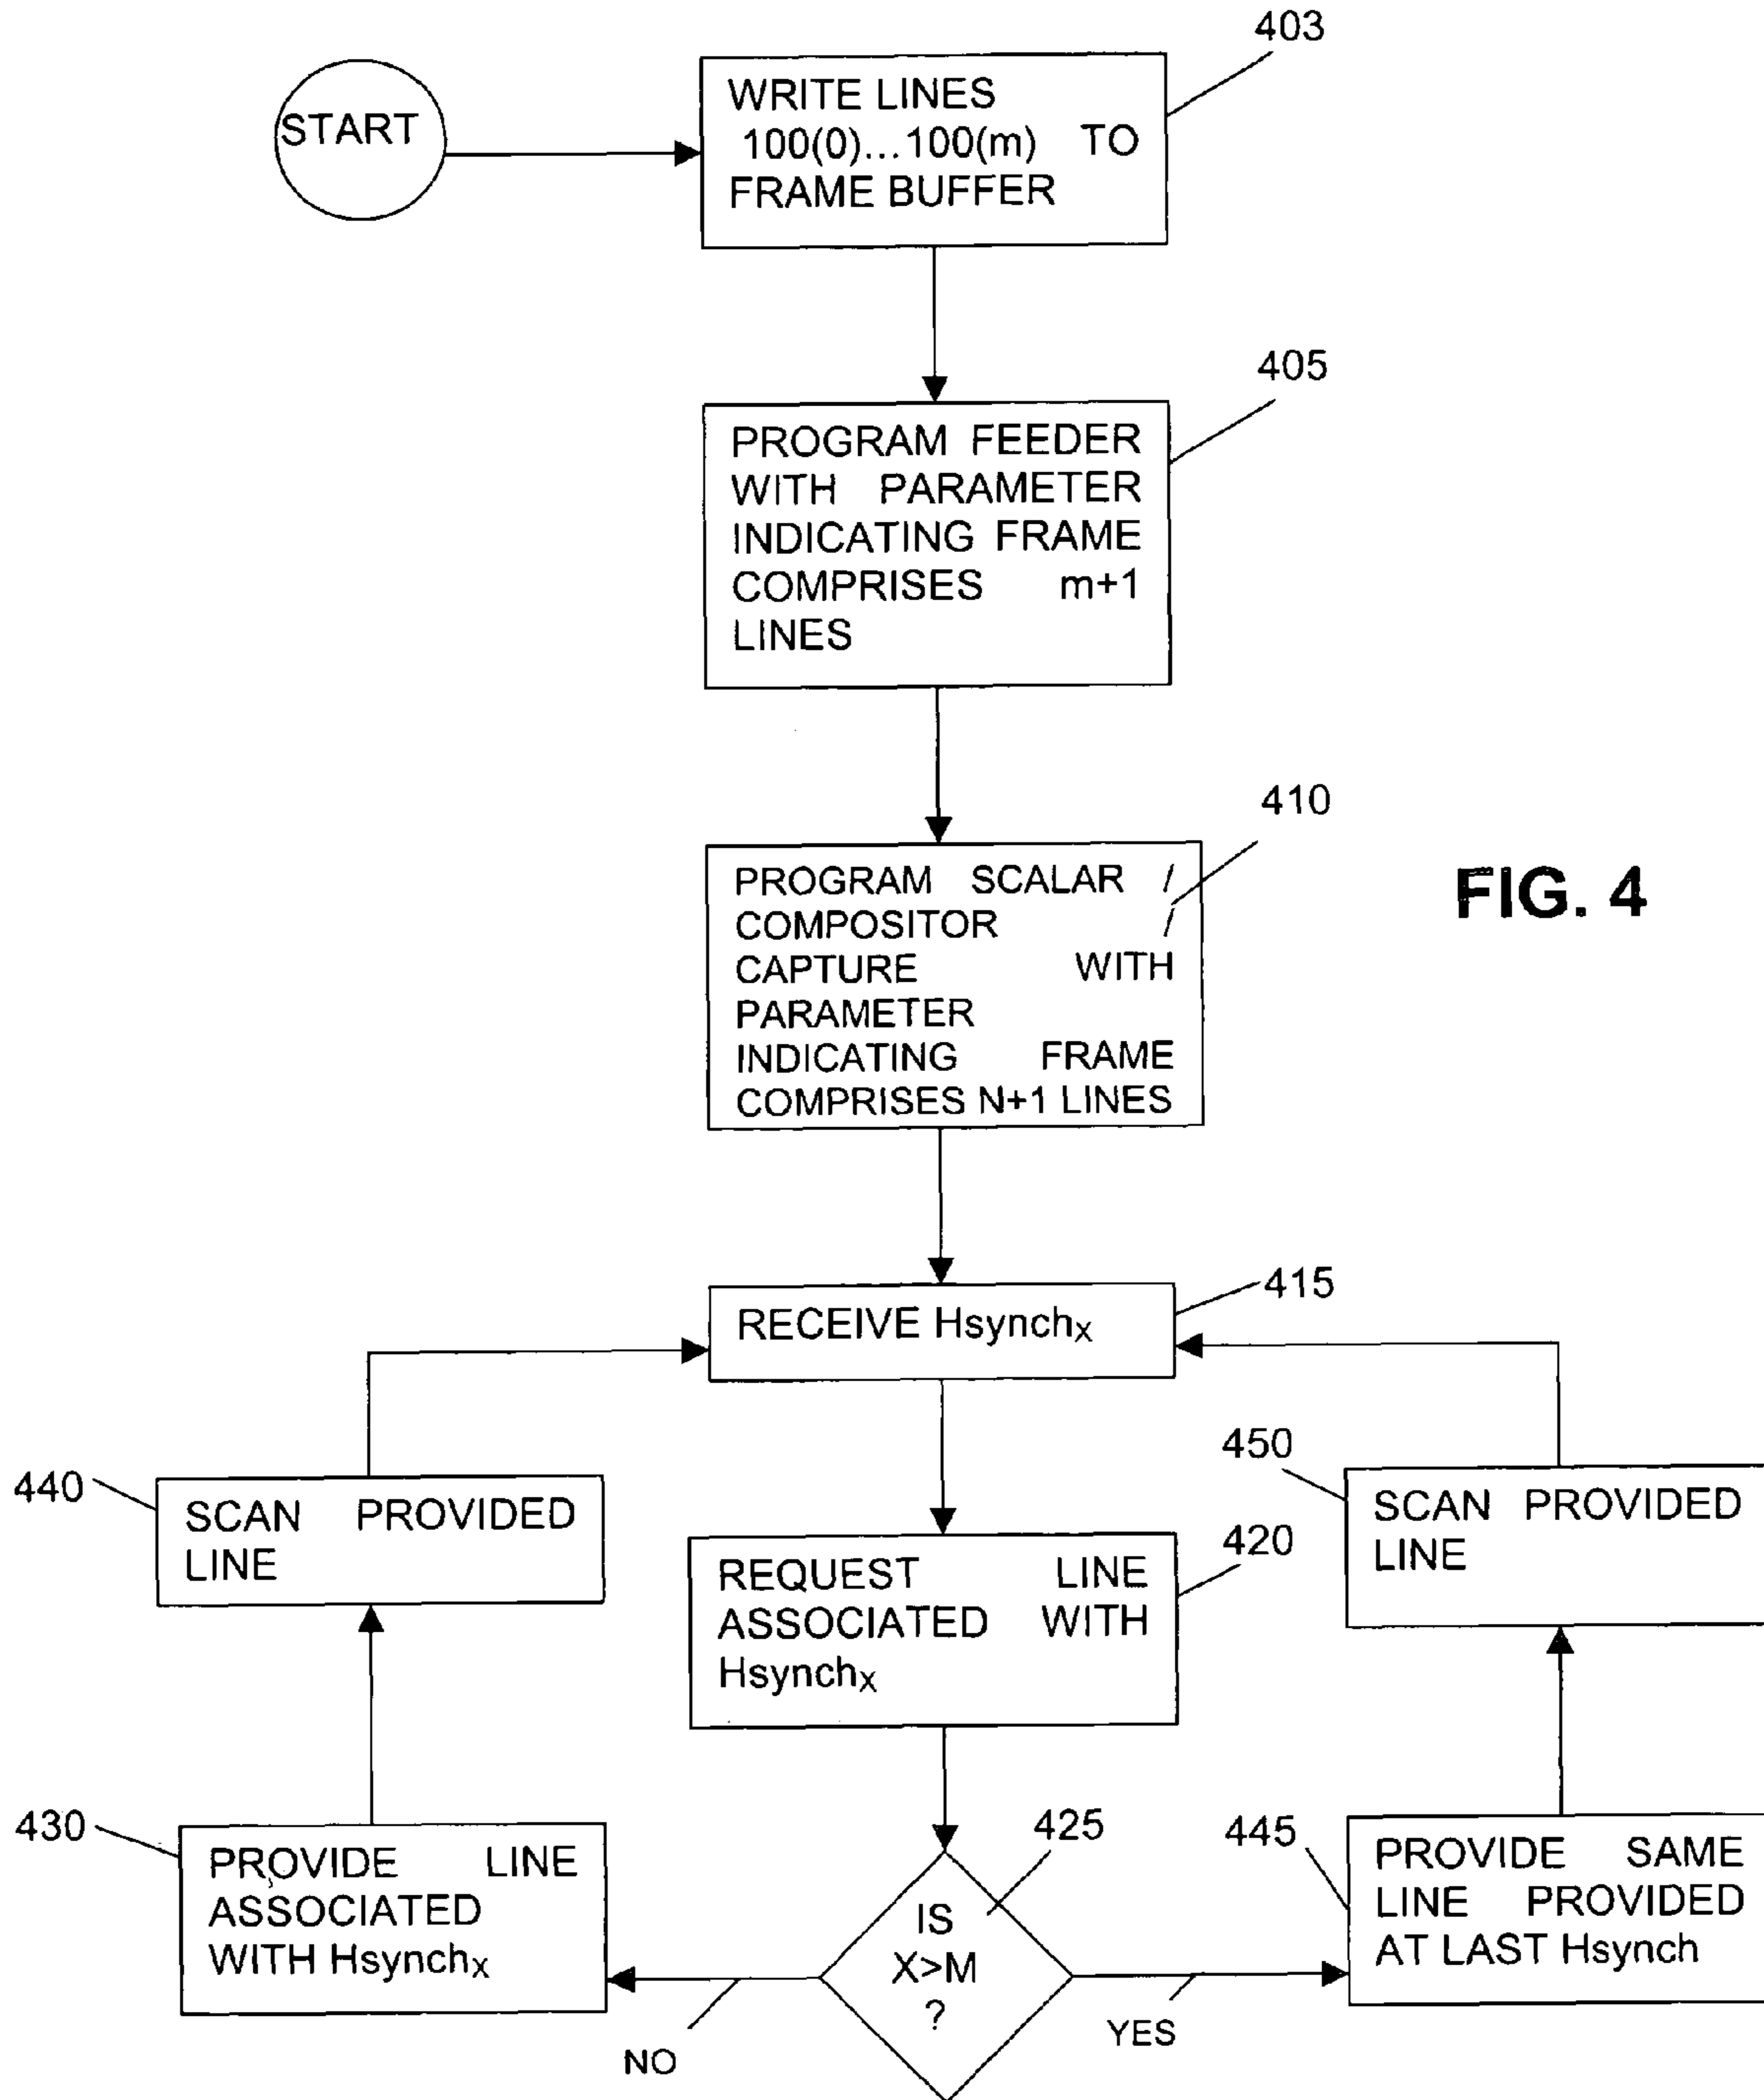 403
START
WRITE LINES
100(0)...100(m) TO
FRAME BUFFER
405
PROGRAM FEEDER
WITH PARAMETER
INDICATING FRAME
COMPRISES m+1
LINES
410
PROGRAM SCALAR /
COMPOSITOR /
CAPTURE WITH
PARAMETER
INDICATING FRAME
COMPRISES N+1 LINES
FIG. 4
415
RECEIVE Hsynchx
440
SCAN PROVIDED
LINE
450
SCAN PROVIDED
LINE
420
REQUEST LINE
ASSOCIATED WITH
Hsynchx
430
PROVIDE LINE
ASSOCIATED
WITH Hsynchx
425
IS
X>M
?
445
PROVIDE SAME
LINE PROVIDED
AT LAST Hsynch
NO
YES